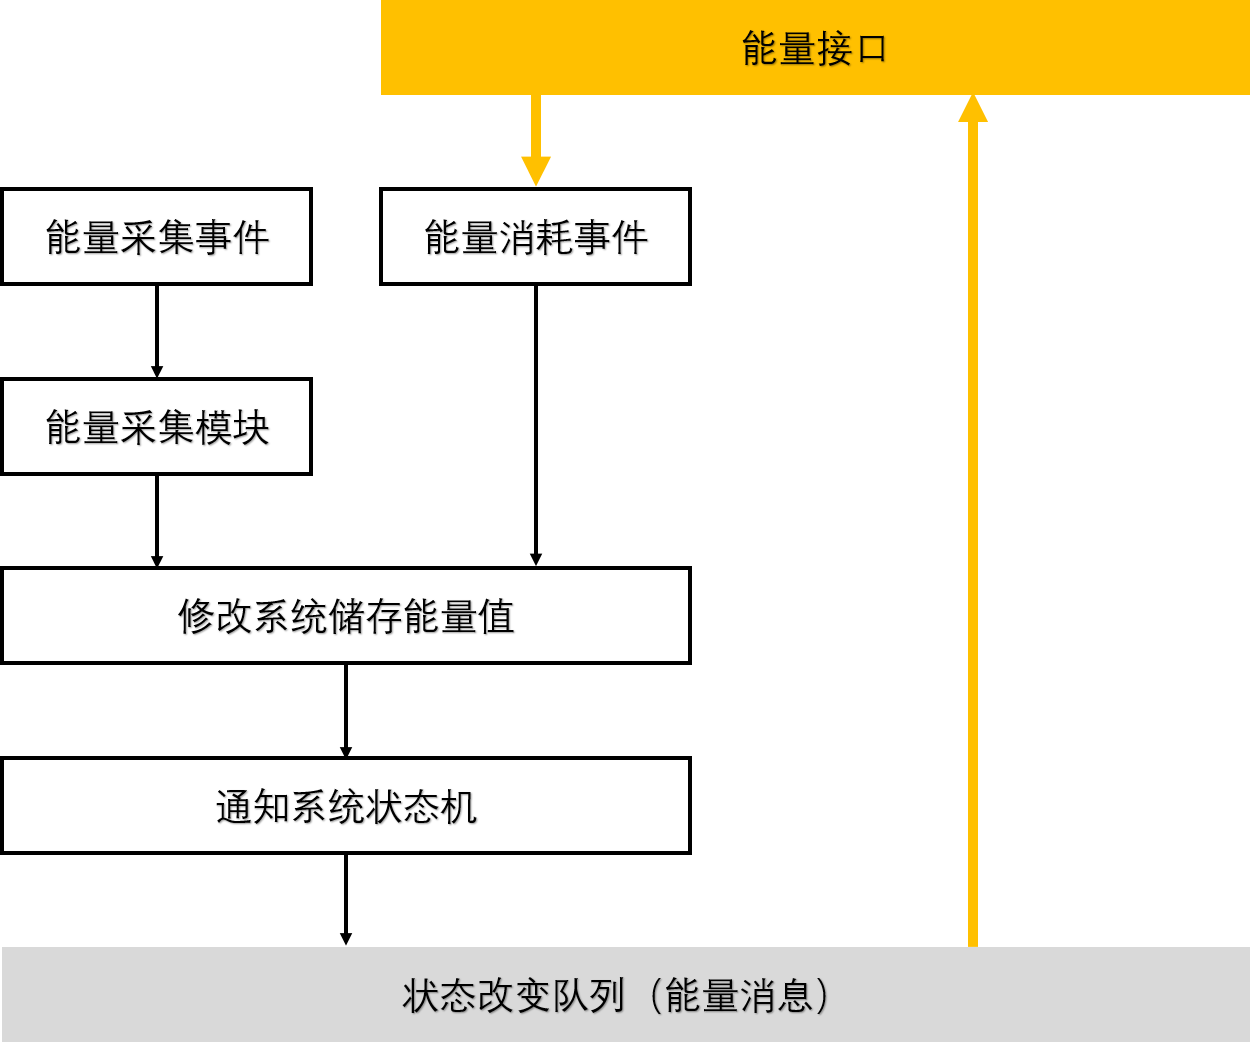 能量接口
能量采集事件
能量消耗事件
能量采集模块
修改系统储存能量值
通知系统状态机
状态改变队列（能量消息）